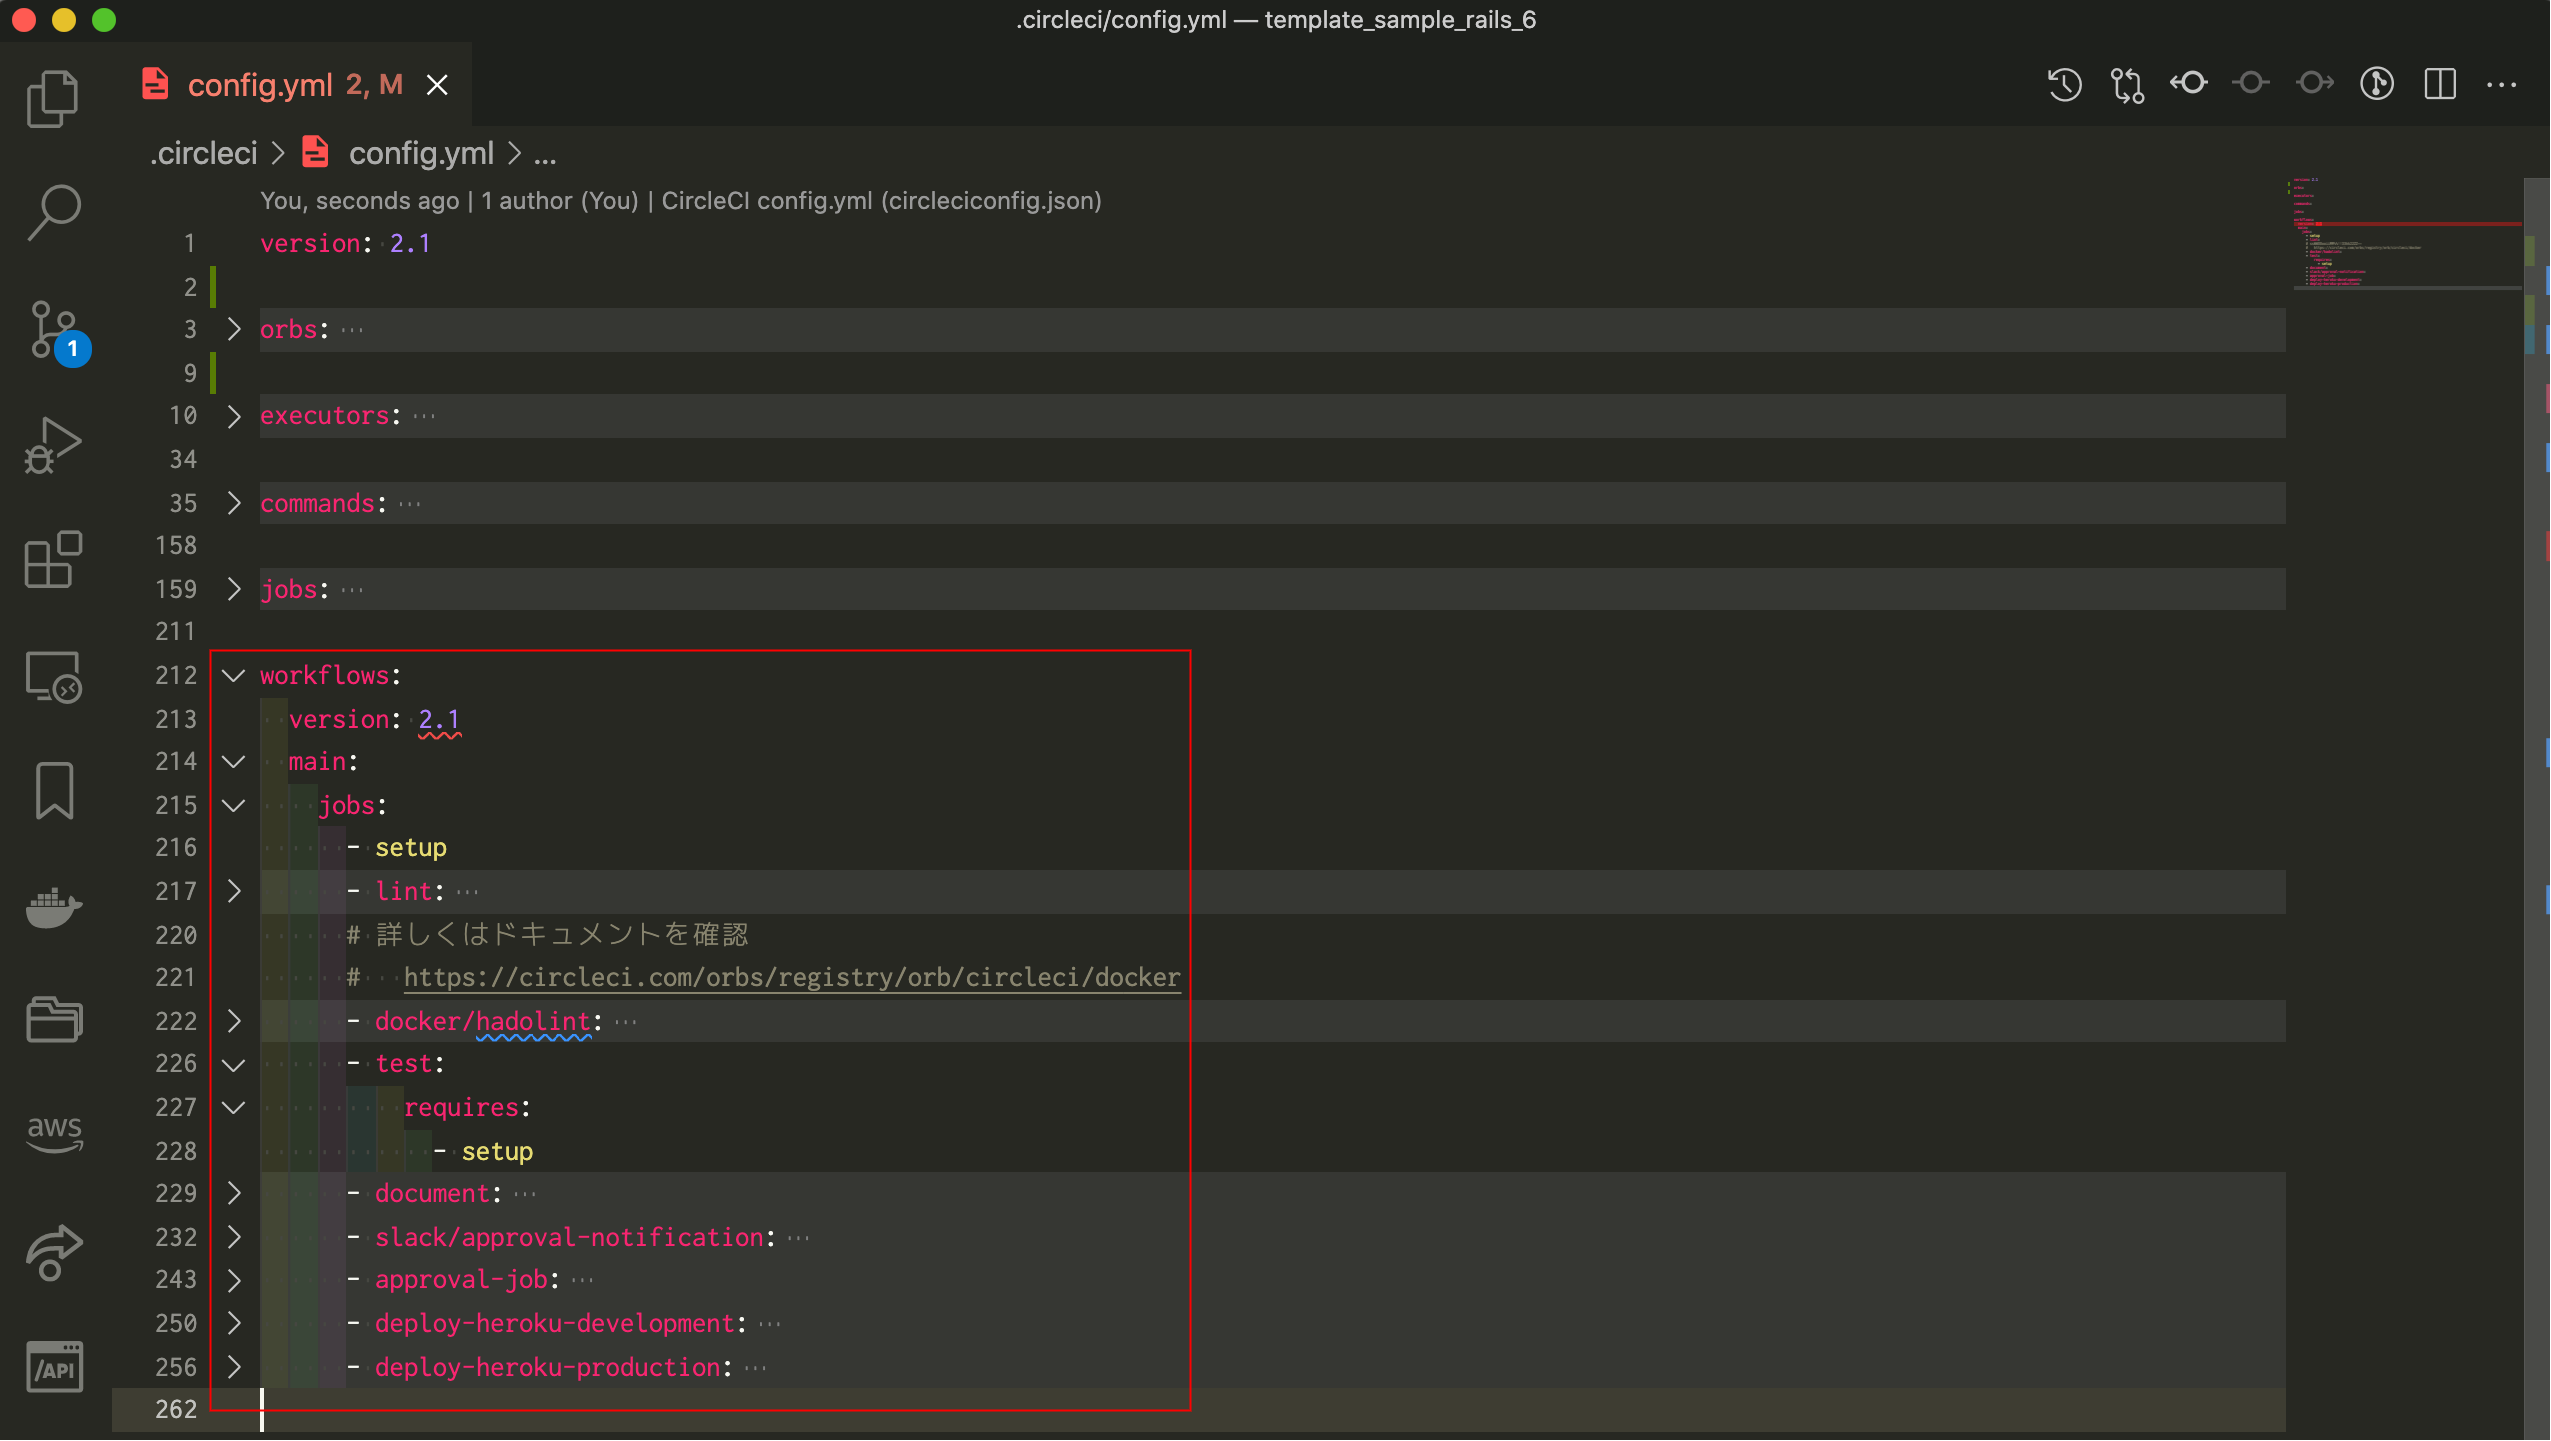 .circleci/config.yml — template_sample_rails_6
config.yml 2, M
.circleci > config.yml > ...
You, seconds ago | 1 author (You) | CircleCI config.yml (circleciconfig.json)
1 version: 2.1
2
3 orbs: ...
9
10 executors: ...
34
35 commands: ...
158
159 jobs: ...
211
212 workflows:
213 version: 2.1
214 main:
215 jobs:
216 - setup
217 - lint: ...
220 # 詳しくはドキュメントを確認
221 # https://circleci.com/orbs/registry/orb/circleci/docker
222 - docker/hadolint: ...
226 - test:
227 requires:
228 - setup
229 - document: ...
232 - slack/approval-notification: ...
243 - approval-job: ...
250 - deploy-heroku-development: ...
256 - deploy-heroku-production: ...
262
1
aws
/API